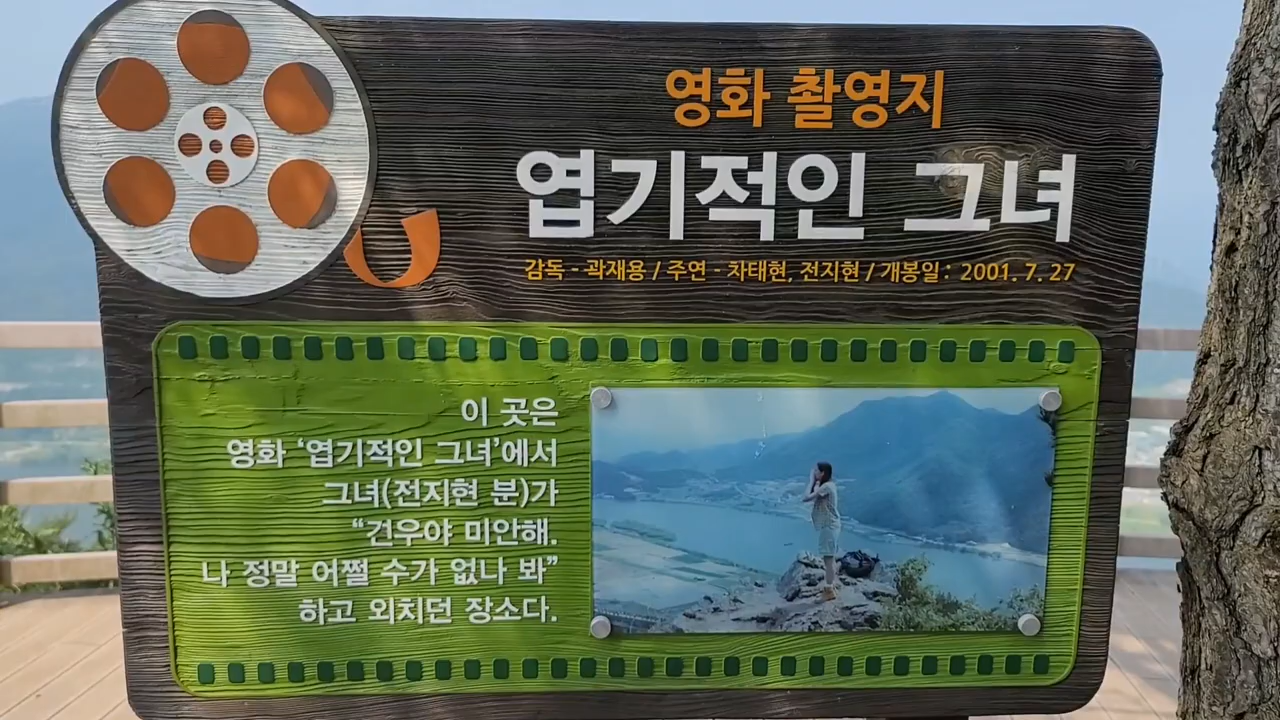 영화 촬영지
엽기적인 그녀
감독 - 곽재용 / 주연 - 차태현, 전지현 / 개봉일 : 2001. 7. 27
이 곳은
영화 ‘엽기적인 그녀’에서
그녀(전지현 분)가
“견우야 미안해.
나 정말 어쩔 수가 없나 봐”
하고 외치던 장소다.